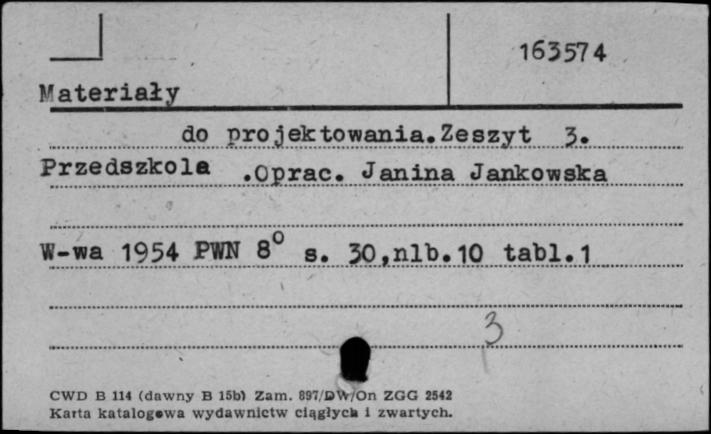 163574
Materiały
do projektowania.Zeszyt 3.
Przedszkola .Oprac. Janina Jankowska
W-wa 1954 PWN 8° s. 30,nlb.10 tabl.1
3
CWD B 114 (dawny B 15b) Zam. 897/DW/On ZGG 2542
Karta katalogowa wydawnictw ciągłych i zwartych.